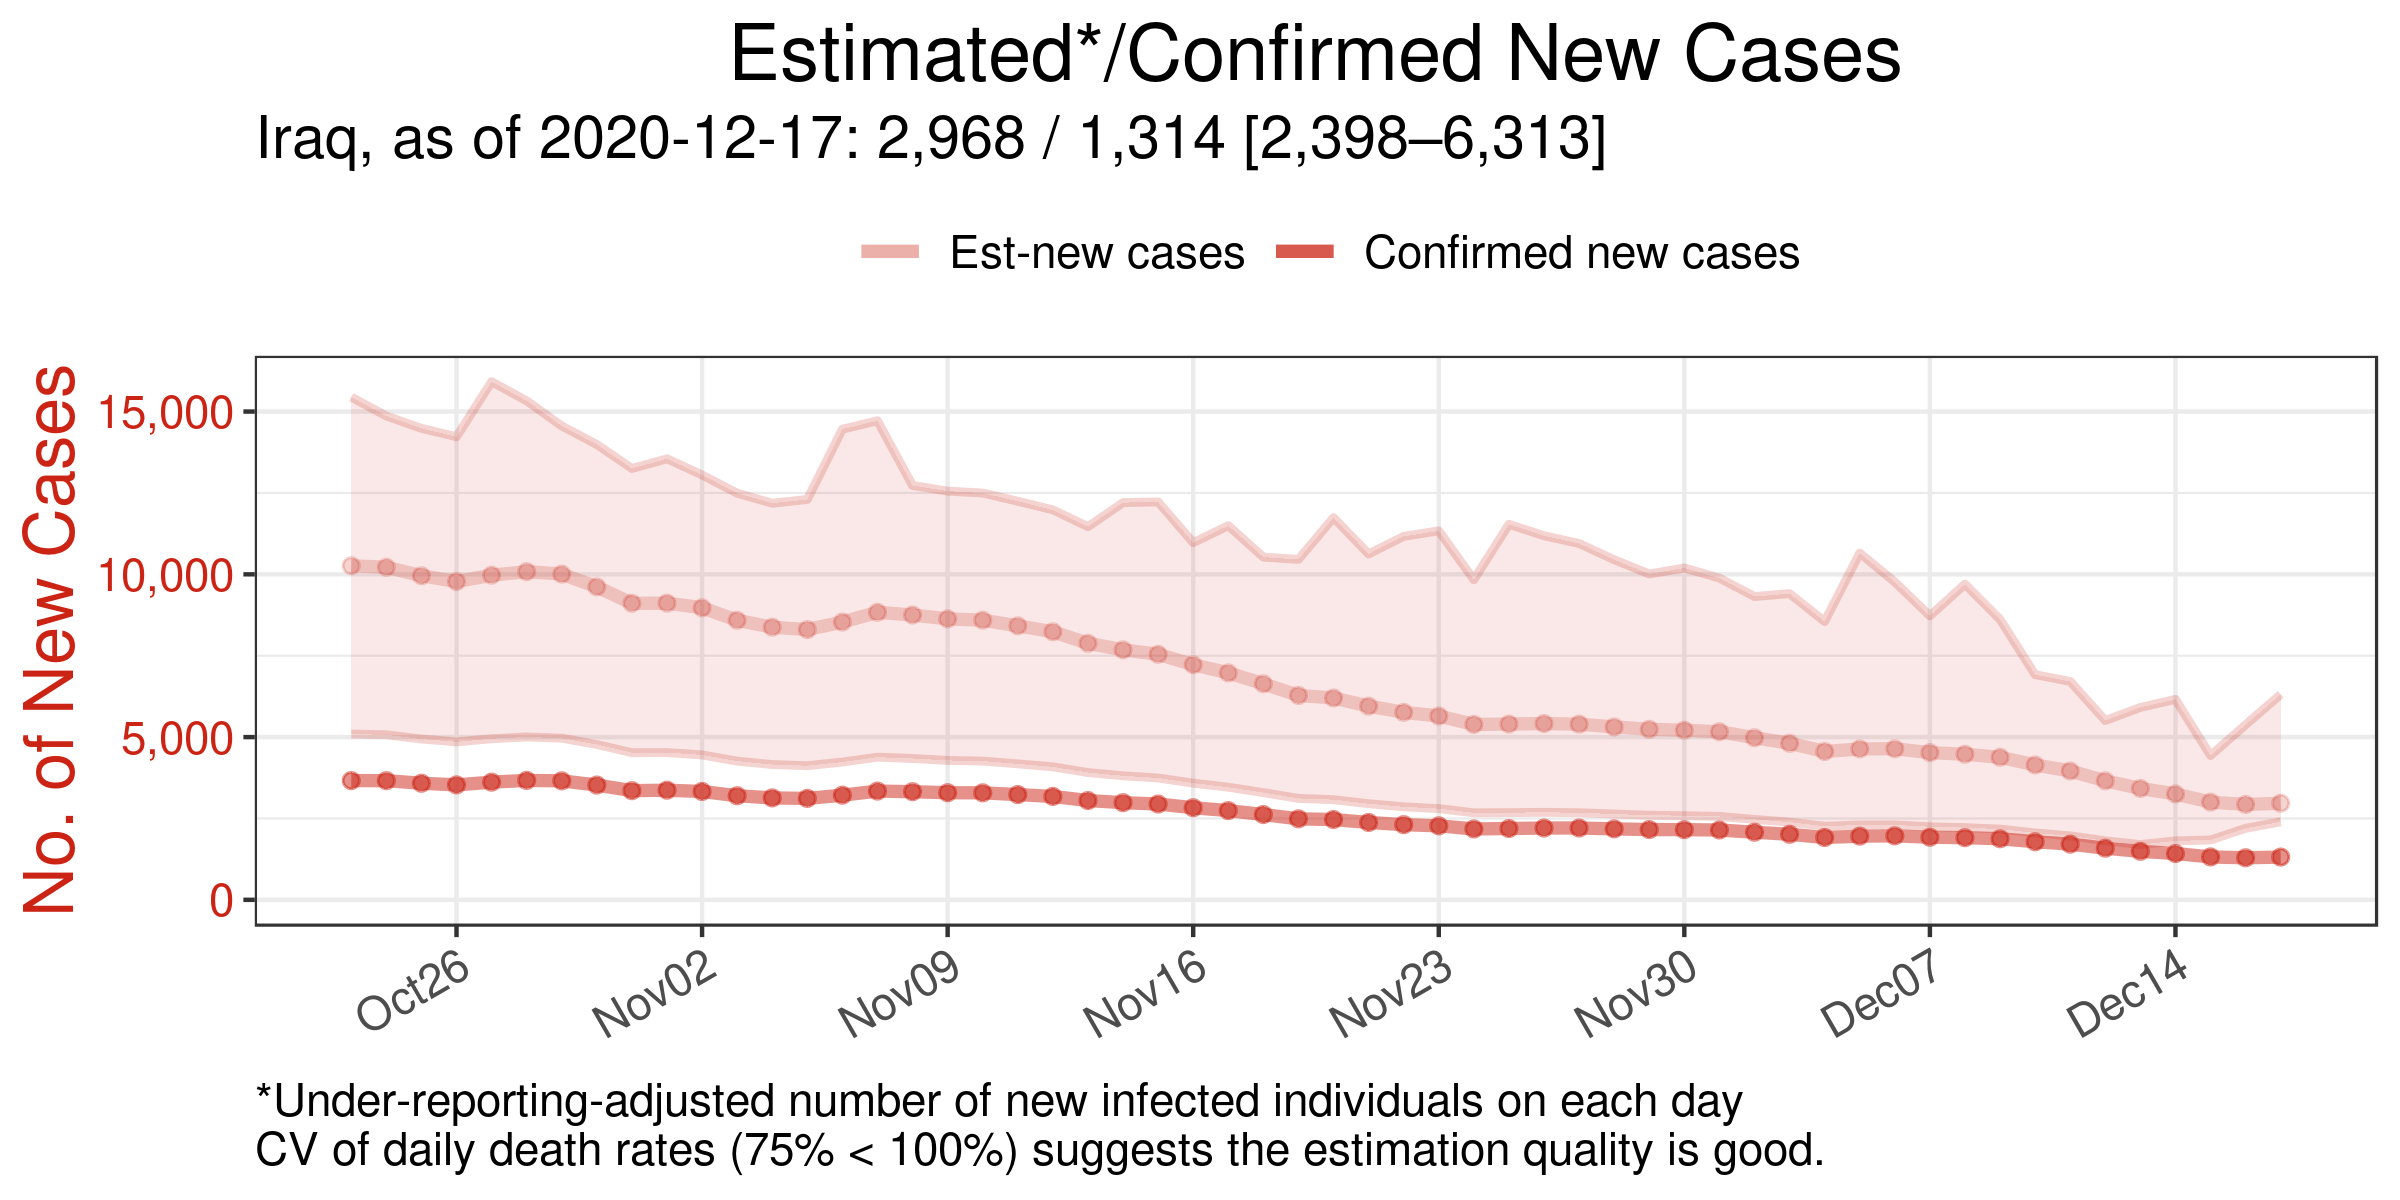 Estimated*/Confirmed New Cases
Iraq, as of 2020-12-17: 2,968 / 1,314 [2,398–6,313]
Est-new cases
Confirmed new cases
No. of New Cases
15,000
10,000
5,000
0
Oct26
Nov02
Nov09
Nov16
Nov23
Nov30
Dec07
Dec14
*Under-reporting-adjusted number of new infected individuals on each day
CV of daily death rates (75% < 100%) suggests the estimation quality is good.